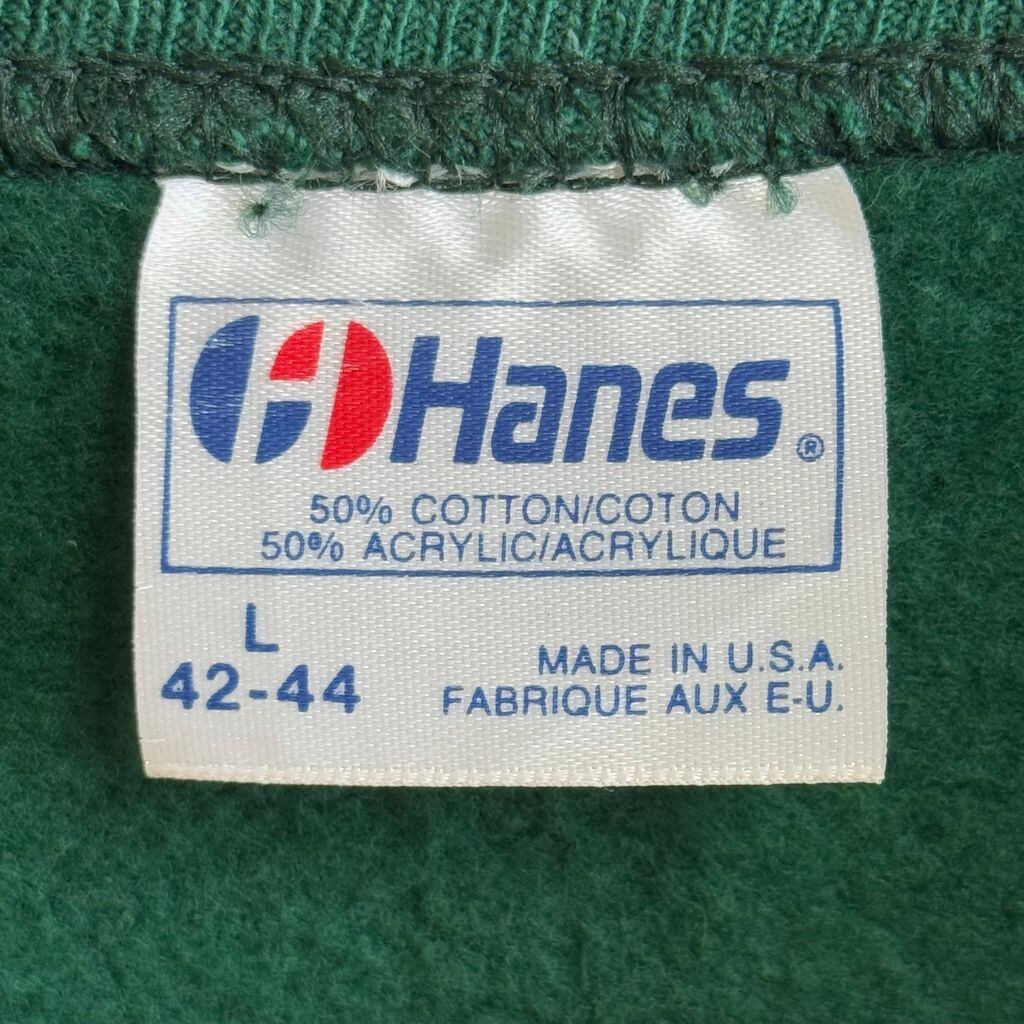 Hanes®
50% COTTON/COTON
50% ACRYLIC/ACRYLIQUE
L
42-44
MADE IN U.S.A.
FABRIQUE AUX E-U.